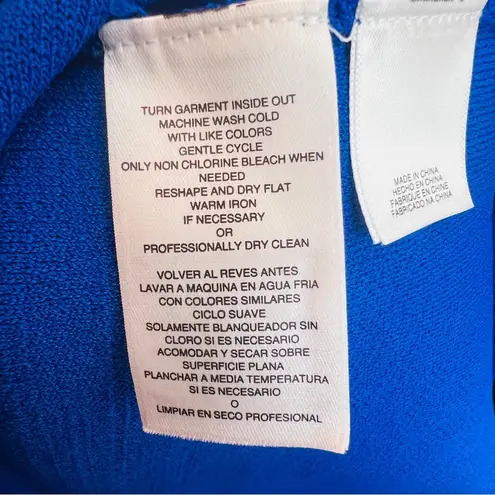 TURN GARMENT INSIDE OUT
MACHINE WASH COLD
WITH LIKE COLORS
GENTLE CYCLE
ONLY NON CHLORINE BLEACH WHEN
NEEDED
RESHAPE AND DRY FLAT
WARM IRON
IF NECESSARY
OR
PROFESSIONALLY DRY CLEAN
VOLVER AL REVES ANTES
LAVAR A MAQUINA EN AGUA FRIA
CON COLORES SIMILARES
CICLO SUAVE
SOLAMENTE BLANQUEADOR SIN
CLORO SI ES NECESARIO
ACOMODAR Y SECAR SOBRE
SUPERFICIE PLANA
PLANCHAR A MEDIA TEMPERATURA
SI ES NECESARIO
O
LIMPIAR EN SECO PROFESIONAL
MADE IN CHINA
HECHO EN CHINA
FABRIQUE EN CHINE
FABRICADO NA CHINA